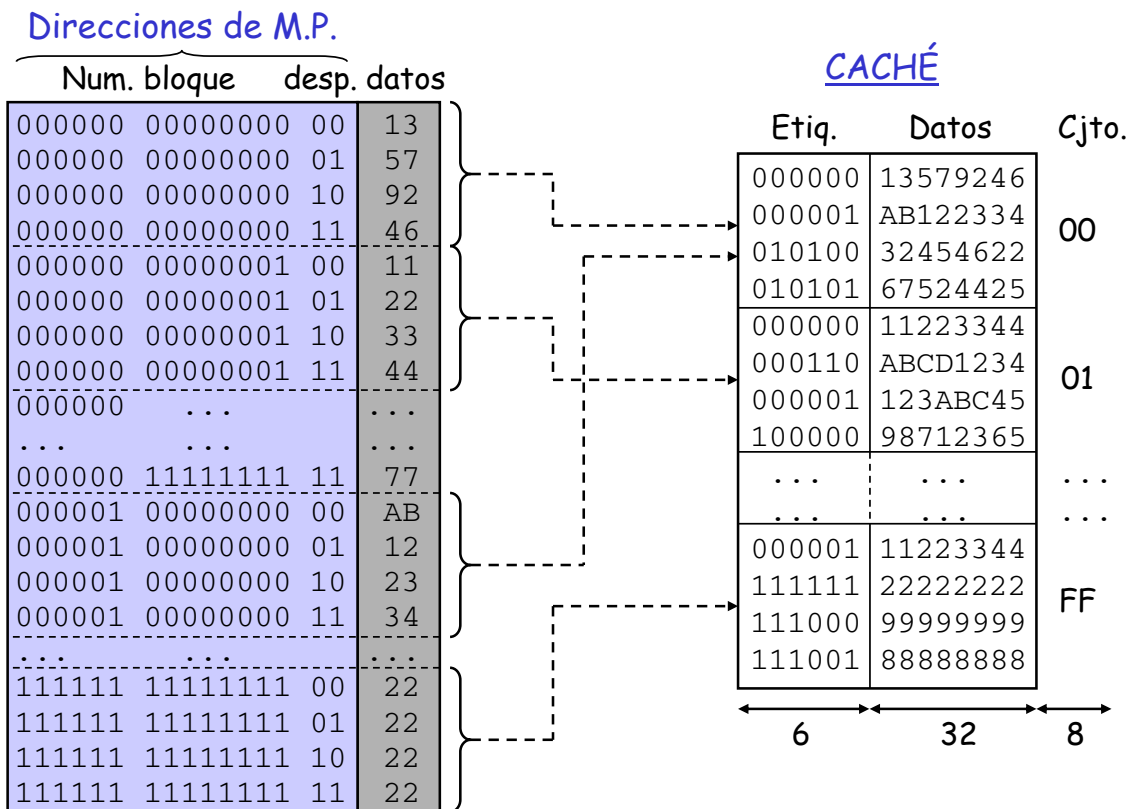 Direcciones de M.P.
Num. bloque desp. datos
000000 00000000 00 13
000000 00000000 01 57
000000 00000000 10 92
000000 00000000 11 46
000000 00000001 00 11
000000 00000001 01 22
000000 00000001 10 33
000000 00000001 11 44
000000 ... ...
... ... ...
000000 11111111 11 77
000001 00000000 00 AB
000001 00000000 01 12
000001 00000000 10 23
000001 00000000 11 34
... ... ...
111111 11111111 00 22
111111 11111111 01 22
111111 11111111 10 22
111111 11111111 11 22
CACHÉ
Etiq. Datos Cjto.
000000 13579246
000001 AB122334
00
010100 32454622
010101 67524425
000000 11223344
000110 ABCD1234
01
000001 123ABC45
100000 98712365
... ... ...
... ... ...
000001 11223344
111111 22222222
FF
111000 99999999
111001 88888888
6 32 8